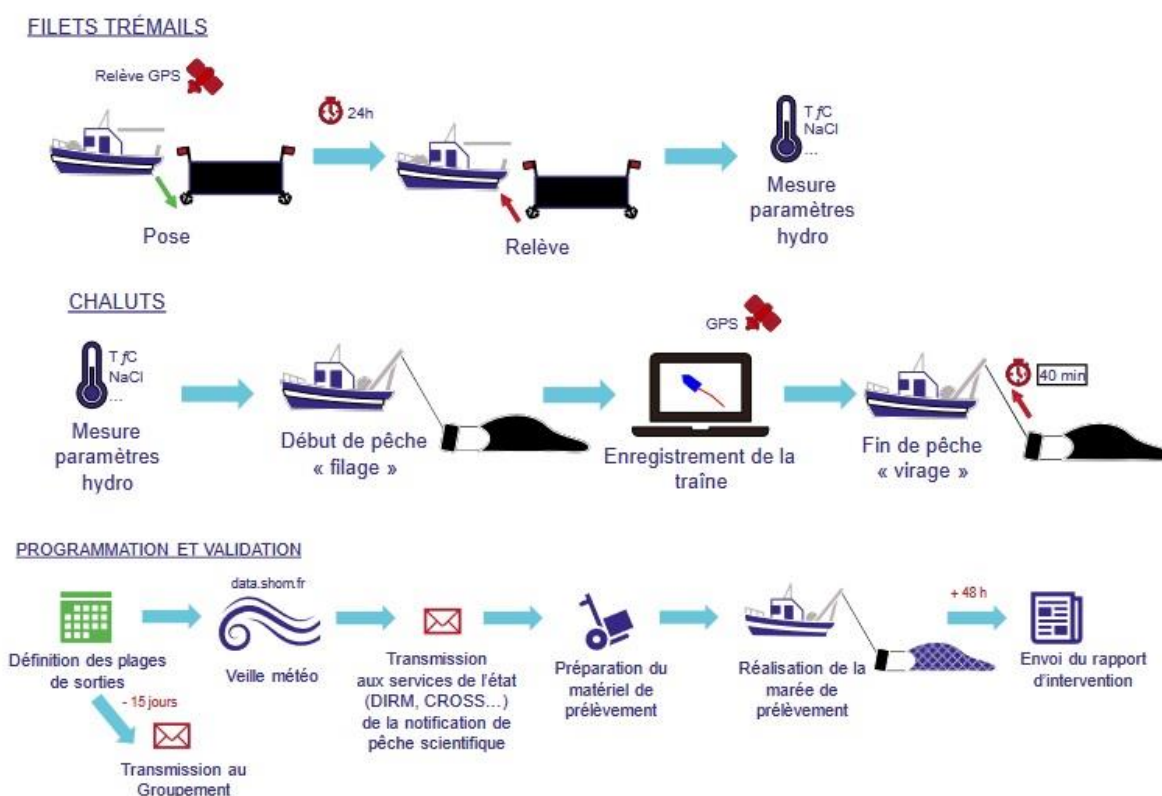 FILETS TRÉMAILS
Relève GPS
24h
T ƒC
NaCl
...
Pose
Relève
Mesure
paramètres
hydro
CHALUTS
T ƒC
NaCl
...
Mesure
paramètres
hydro
Début de pêche
« filage »
GPS
Enregistrement de la
traîne
40 min
Fin de pêche
« virage »
PROGRAMMATION ET VALIDATION
Définition des plages
de sorties
- 15 jours
Transmission au
Groupement
data.shom.fr
Veille météo
Transmission
aux services de l'état
(DIRM, CROSS...)
de la notification de
pêche scientifique
Préparation du
matériel de
prélèvement
Réalisation de la
marée de
prélèvement
+ 48 h
Envoi du rapport
d'intervention